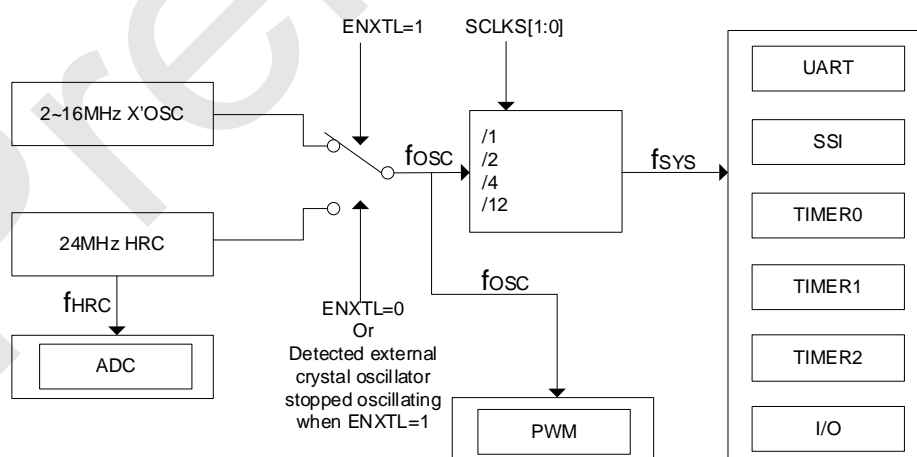 ENXTL=1
SCLKS[1:0]
2~16MHz X'OSC
24MHz HRC
fHRC
ADC
fOSC
/1
/2
/4
/12
fSYS
fOSC
ENXTL=0
Or
Detected external
crystal oscillator
stopped oscillating
when ENXTL=1
PWM
UART
SSI
TIMER0
TIMER1
TIMER2
I/O